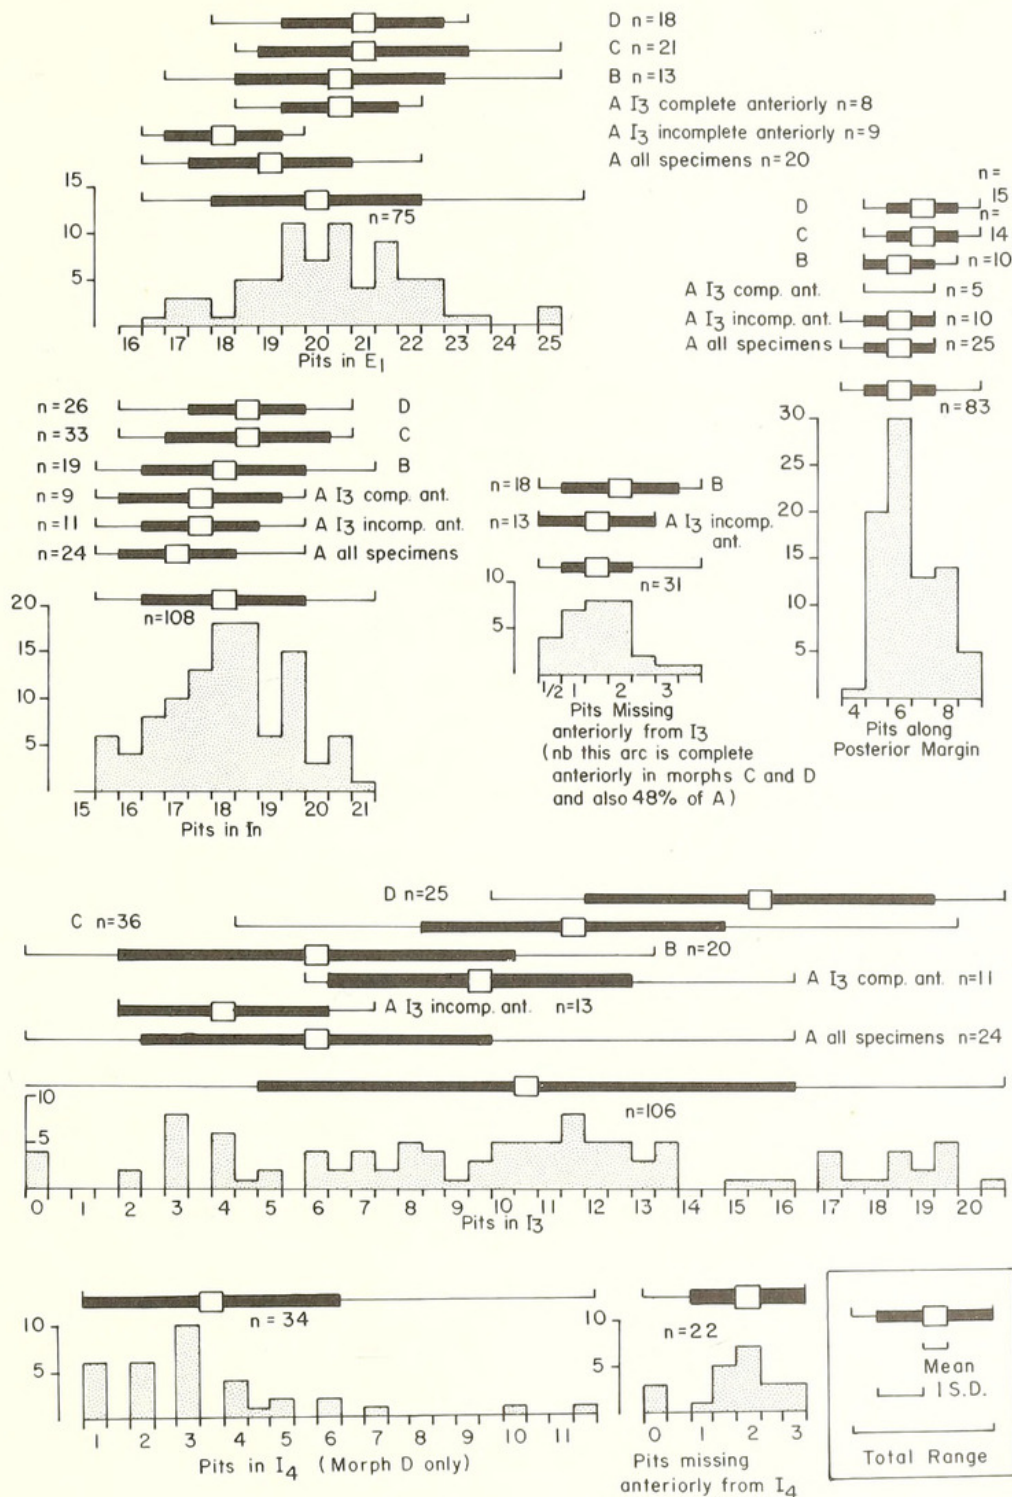 D n=18
C n=21
B n=13
A I3 complete anteriorly n=8
A I3 incomplete anteriorly n=9
A all specimens n=20
n=75
15
10
5
16 17 18 19 20 21 22 23 24 25
Pits in E1
n=
15
D
n=
14
C
B n=10
A I3 comp. ant. n=5
A I3 incomp. ant. n=10
A all specimens n=25
n=83
30
25
20
15
10
5
4 6 8
Pits along
Posterior Margin
n=26 D
n=33 C
n=19 B
n=9 A I3 comp. ant.
n=11 A I3 incomp. ant.
n=24 A all specimens
n=108
20
15
10
5
15 16 17 18 19 20 21
Pits in In
n=18 B
n=13 A I3 incomp.
ant.
n=31
10
5
1/2 1 2 3
Pits Missing
anteriorly from I3
(nb this arc is complete
anteriorly in morphs C and D
and also 48% of A)
D n=25
C n=36
B n=20
A I3 comp. ant. n=11
A I3 incomp. ant. n=13
A all specimens n=24
n=106
10
5
0 1 2 3 4 5 6 7 8 9 10 11 12 13 14 15 16 17 18 19 20
Pits in I3
n=34
10
5
1 2 3 4 5 6 7 8 9 10 11
Pits in I4 (Morph D only)
n=22
10
5
0 1 2 3
Pits missing
anteriorly from I4
Mean
1 S.D.
Total Range